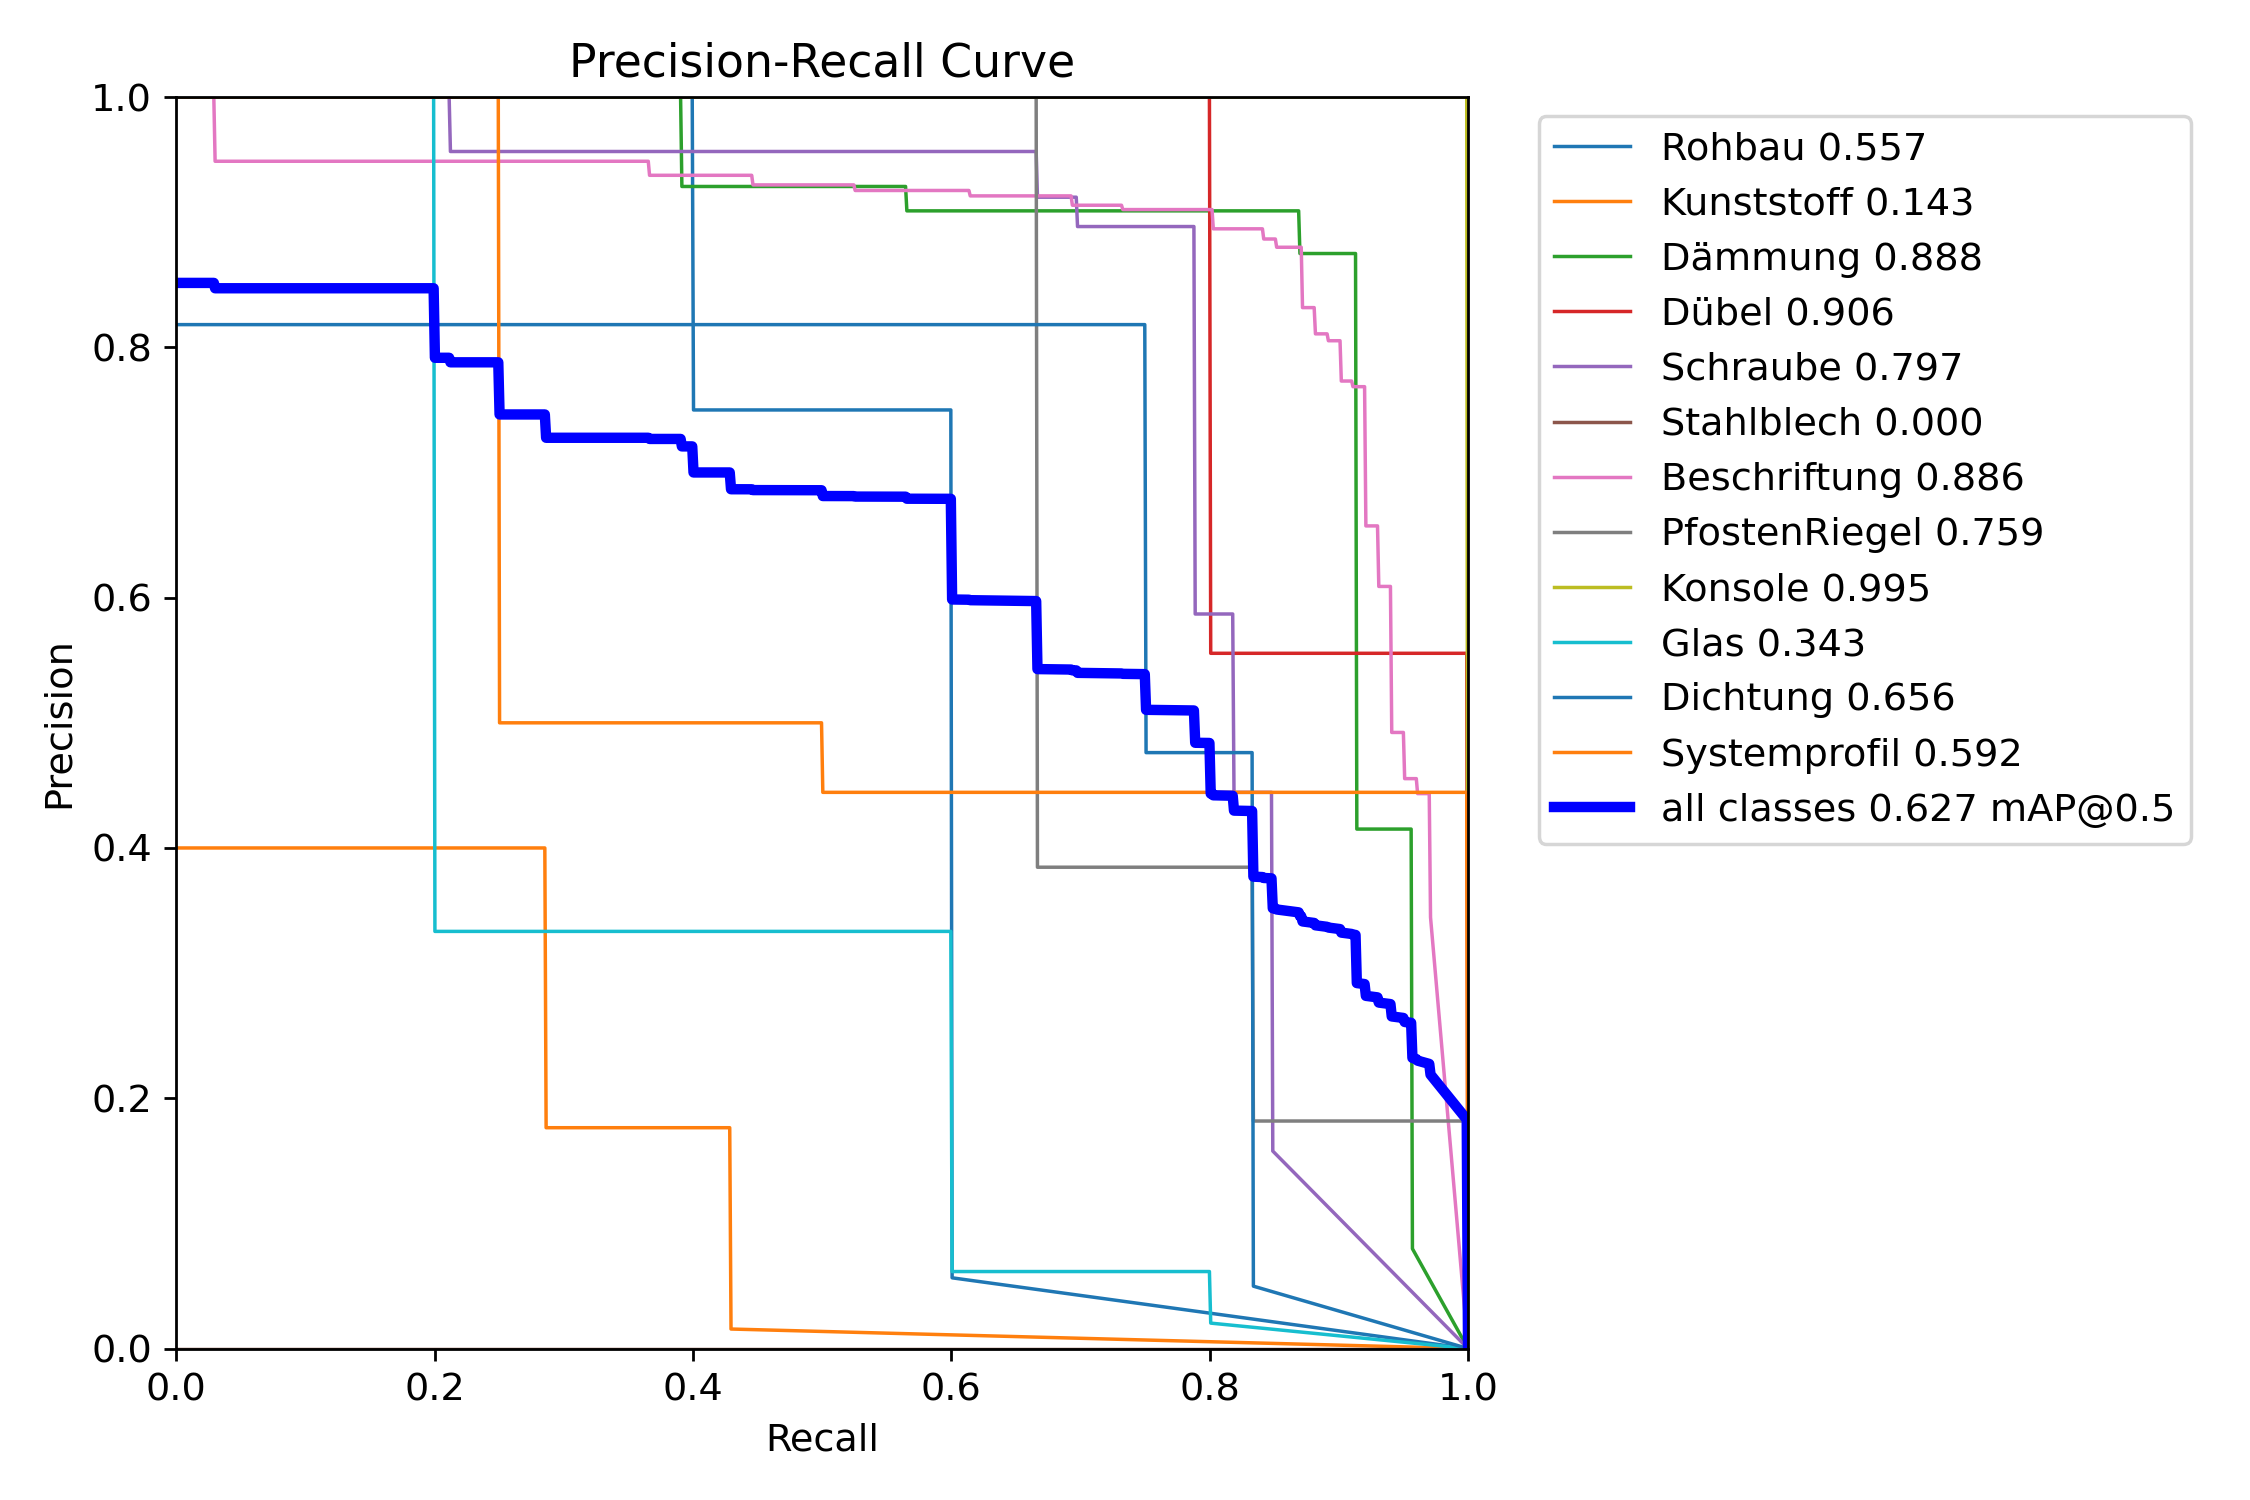 Precision-Recall Curve
1.0
0.8
0.6
0.4
0.2
0.0
Precision
0.0 0.2 0.4 0.6 0.8 1.0
Recall
Rohbau 0.557
Kunststoff 0.143
Dämmung 0.888
Dübel 0.906
Schraube 0.797
Stahlblech 0.000
Beschriftung 0.886
PfostenRiegel 0.759
Konsole 0.995
Glas 0.343
Dichtung 0.656
Systemprofil 0.592
all classes 0.627 mAP@0.5